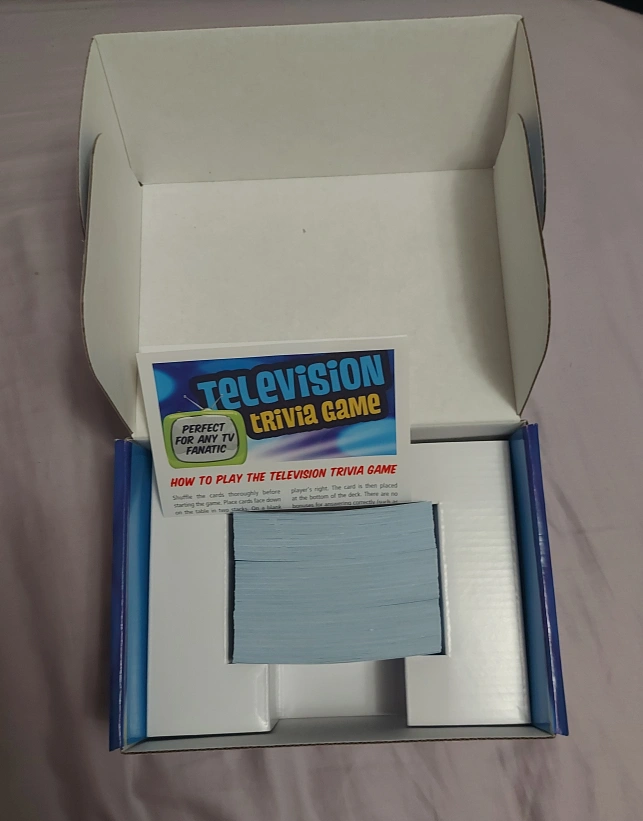 TELEVISION
TRIVIA GAME
PERFECT
FOR ANY TV
FANATIC
HOW TO PLAY THE TELEVISION TRIVIA GAME
Shuffle the cards thoroughly before
starting the game. Place cards face down
on the table in two stacks. On a blank
player's right. The card is then placed
at the bottom of the deck. There are no
bonuses for answering correctly